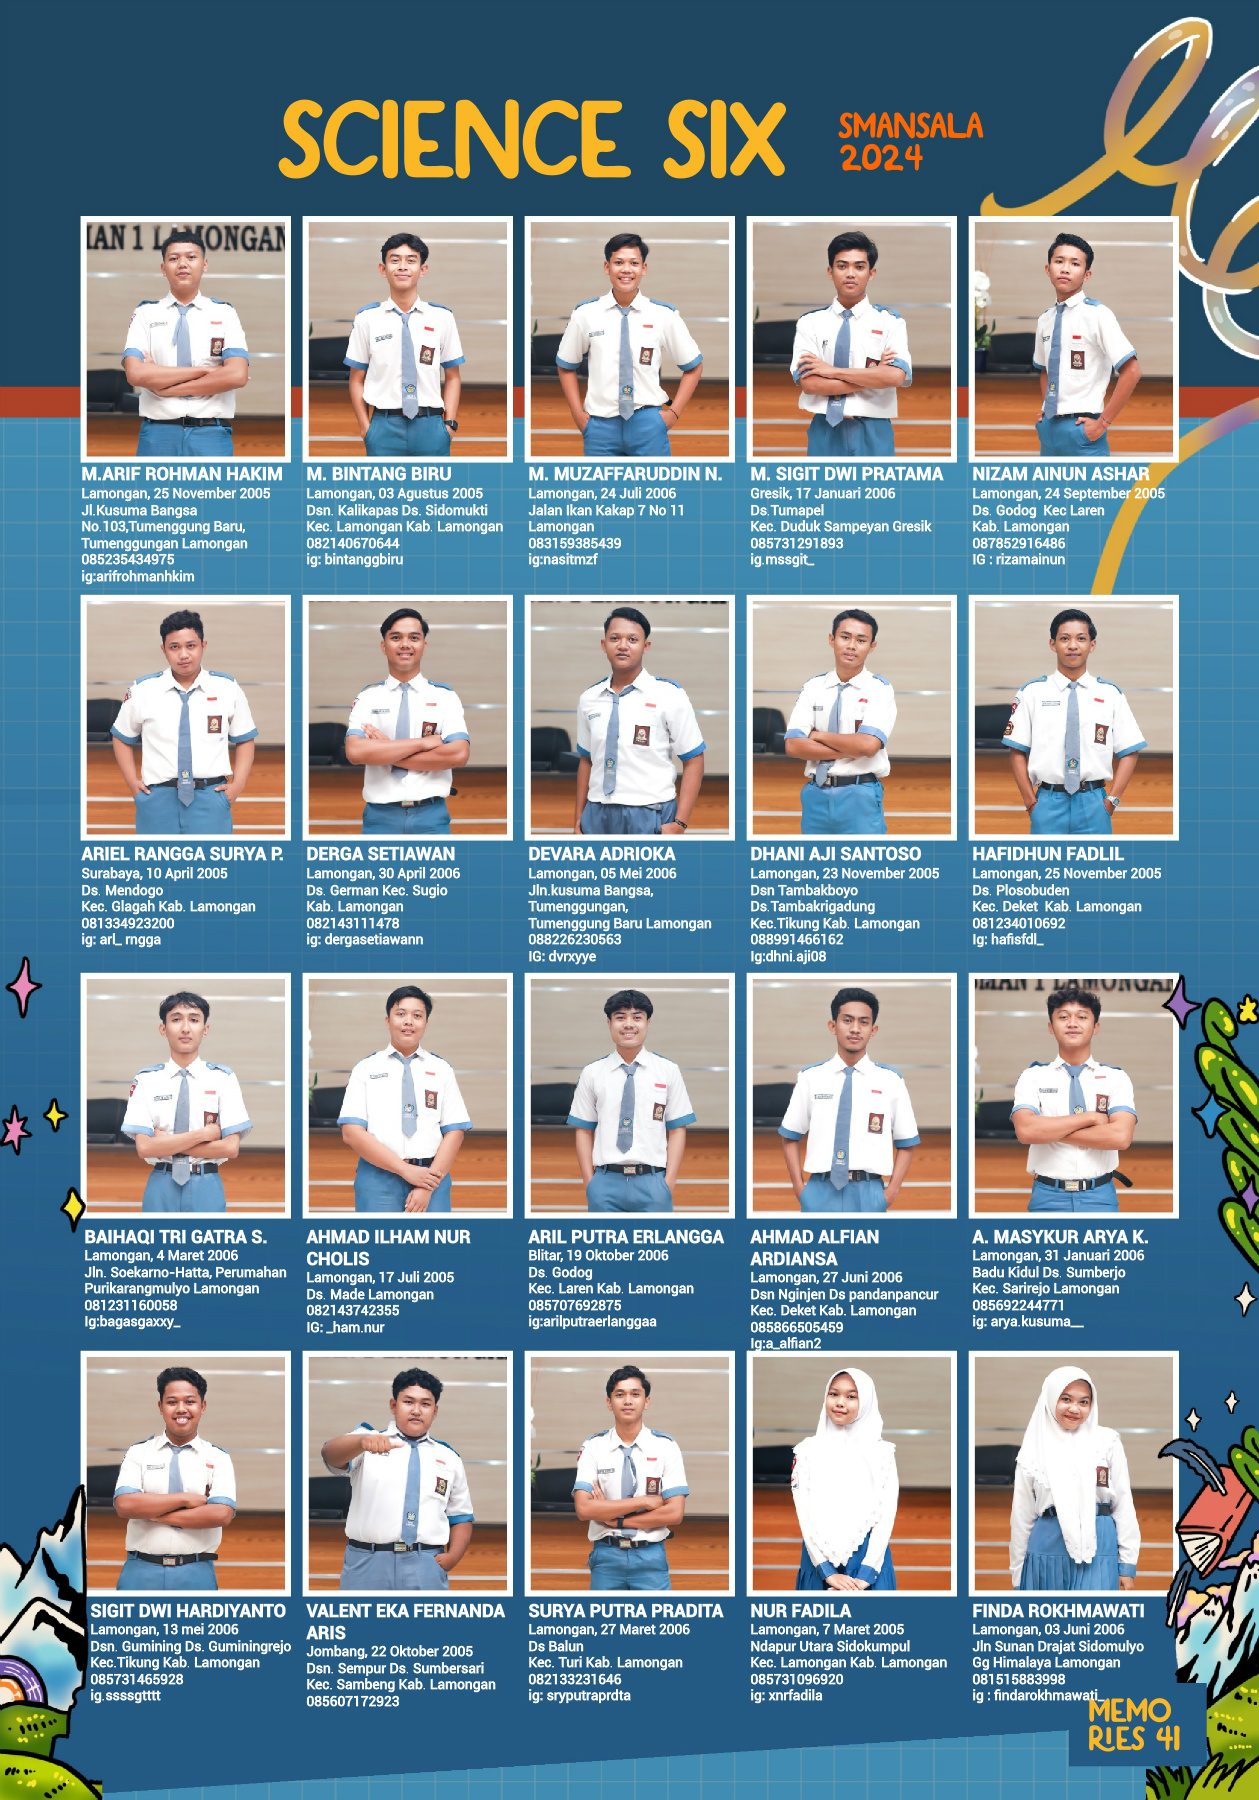 SCIENCE SIX
SMANSALA
2024
MAN 1 LAMONGAN
M.ARIF ROHMAN HAKIM
Lamongan, 25 November 2005
Jl.Kusuma Bangsa
No.103,Tumenggung Baru,
Tumenggungan Lamongan
085235434975
ig:arifrohmanhkim
M. BINTANG BIRU
Lamongan, 03 Agustus 2005
Dsn. Kalikapas Ds. Sidomukti
Kec. Lamongan Kab. Lamongan
082140670644
ig: bintanggbiru
M. MUZAFFARUDDIN N.
Lamongan, 24 Juli 2006
Jalan Ikan Kakap 7 No 11
Lamongan
083159385439
ig:nasitmzf
M. SIGIT DWI PRATAMA
Gresik, 17 Januari 2006
Ds.Tumapel
Kec. Duduk Sampeyan Gresik
085731291893
ig.mssgit_
NIZAM AINUN ASHAR
Lamongan, 24 September 2005
Ds. Godog Kec Laren
Kab. Lamongan
087852916486
IG : rizamainun
ARIEL RANGGA SURYA P.
Surabaya, 10 April 2005
Ds. Mendogo
Kec. Glagah Kab. Lamongan
081334923200
ig: arl_ rngga
DERGA SETIAWAN
Lamongan, 30 April 2006
Ds. German Kec. Sugio
Kab. Lamongan
082143111478
ig: dergasetiawann
DEVARA ADRIOKA
Lamongan, 05 Mei 2006
Jln.kusuma Bangsa,
Tumenggungan,
Tumenggung Baru Lamongan
088226230563
IG: dvrxyye
DHANI AJI SANTOSO
Lamongan, 23 November 2005
Dsn Tambakboyo
Ds.Tambakrigadung
Kec.Tikung Kab. Lamongan
088991466162
Ig:dhni.aji08
HAFIDHUN FADLIL
Lamongan, 25 November 2005
Ds. Plosobuden
Kec. Deket Kab. Lamongan
081234010692
Ig: hafisfdl_
MAN 1 LAMONGAN
BAIHAQI TRI GATRA S.
Lamongan, 4 Maret 2006
Jln. Soekarno-Hatta, Perumahan
Purikarangmulyo Lamongan
081231160058
Ig:bagasgaxxy_
AHMAD ILHAM NUR
CHOLIS
Lamongan, 17 Juli 2005
Ds. Made Lamongan
082143742355
IG: _ham.nur
ARIL PUTRA ERLANGGA
Blitar, 19 Oktober 2006
Ds. Godog
Kec. Laren Kab. Lamongan
085707692875
ig:arilputraerlanggaa
AHMAD ALFIAN
ARDIANSA
Lamongan, 27 Juni 2006
Dsn Nginjen Ds pandanpancur
Kec. Deket Kab. Lamongan
085866505459
Ig:a_alfian2
A. MASYKUR ARYA K.
Lamongan, 31 Januari 2006
Badu Kidul Ds. Sumberjo
Kec. Sarirejo Lamongan
085692244771
ig: arya.kusuma__
SIGIT DWI HARDIYANTO
Lamongan, 13 mei 2006
Dsn. Gumining Ds. Guminingrejo
Kec.Tikung Kab. Lamongan
085731465928
ig.ssssgtttt
VALENT EKA FERNANDA
ARIS
Jombang, 22 Oktober 2005
Dsn. Sempur Ds. Sumbersari
Kec. Sambeng Kab. Lamongan
085607172923
SURYA PUTRA PRADITA
Lamongan, 27 Maret 2006
Ds Balun
Kec. Turi Kab. Lamongan
082133231646
ig: sryputraprdta
NUR FADILA
Lamongan, 7 Maret 2005
Ndapur Utara Sidokumpul
Kec. Lamongan Kab. Lamongan
085731096920
ig: xnrfadila
FINDA ROKHMAWATI
Lamongan, 03 Juni 2006
Jln Sunan Drajat Sidomulyo
Gg Himalaya Lamongan
081515883998
ig : findarokhmawati_
MEMO
RIES 41